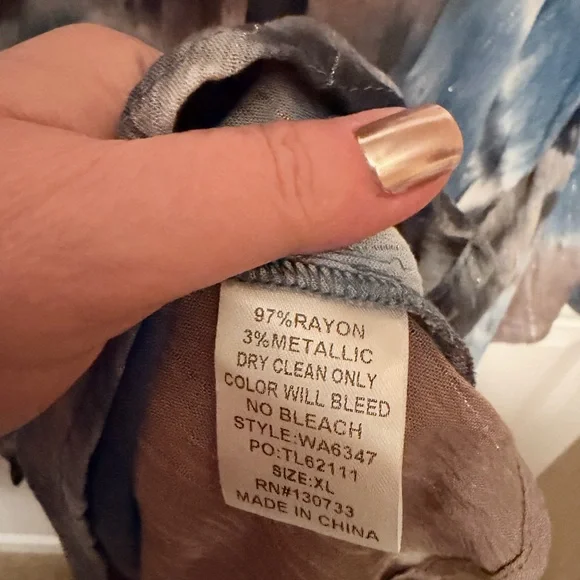 97%RAYON
3%METALLIC
DRY CLEAN ONLY
COLOR WILL BLEED
NO BLEACH
STYLE:WA6347
PO:TL62111
SIZE:XL
RN#130733
MADE IN CHINA